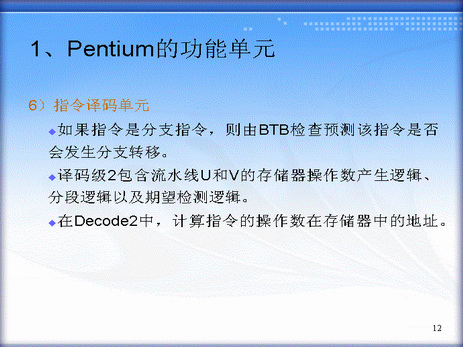 1、Pentium的功能单元
6）指令译码单元
如果指令是分支指令，则由BTB检查预测该指令是否
会发生分支转移。
译码级2包含流水线U和V的存储器操作数产生逻辑、
分段逻辑以及期望检测逻辑。
在Decode2中，计算指令的操作数在存储器中的地址。
12